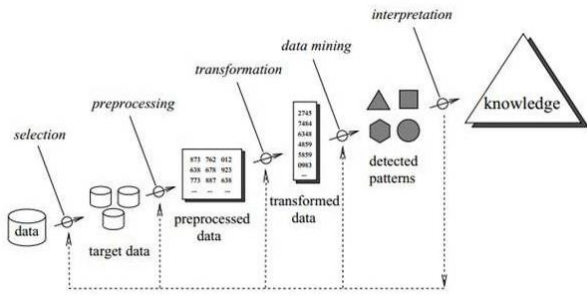 interpretation
data mining
transformation
preprocessing
selection
knowledge
2745
7484
6348
4859
5859
0983
...
detected
patterns
873 762 012
638 678 923
773 887 638
... ... ...
transformed
data
preprocessed
data
data
target data